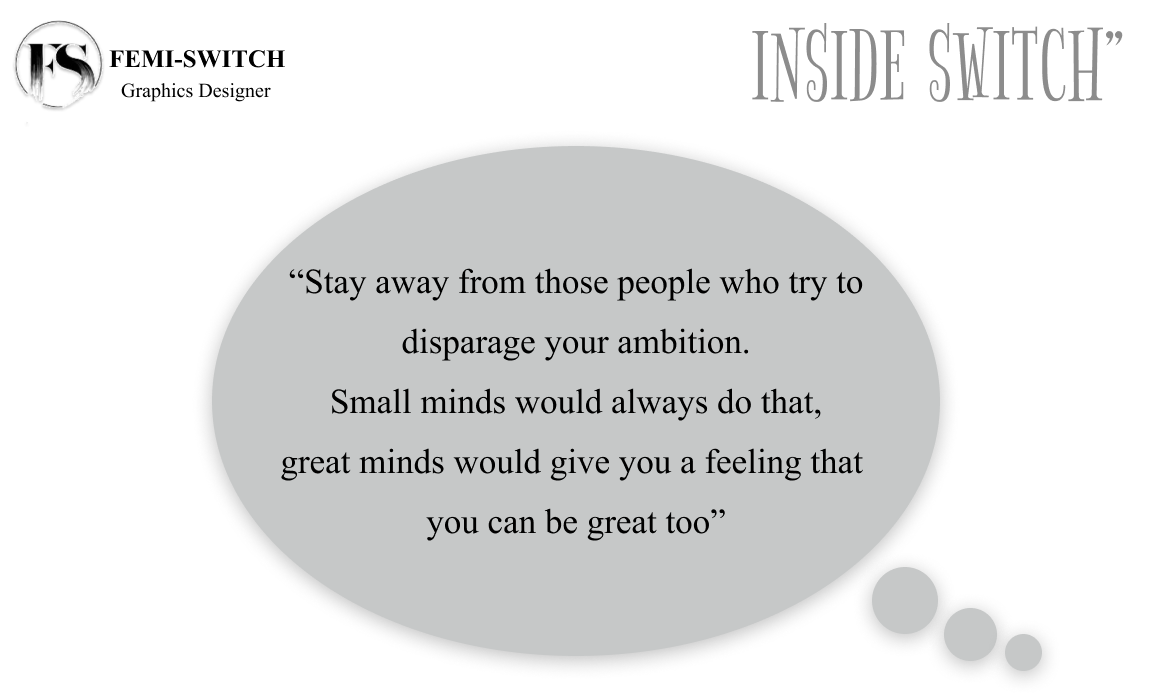 FS
FEMI-SWITCH
Graphics Designer
INSIDE SWITCH”
“Stay away from those people who try to
disparage your ambition.
Small minds would always do that,
great minds would give you a feeling that
you can be great too”